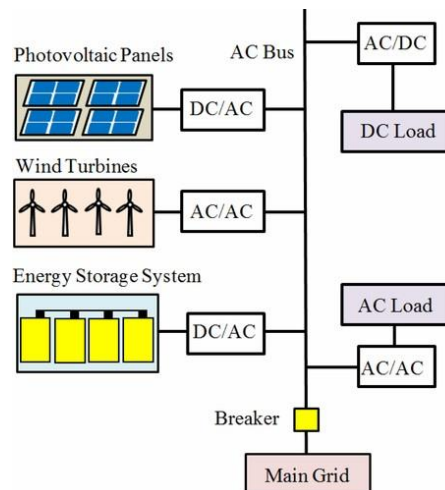 Photovoltaic Panels
AC Bus
AC/DC
DC/AC
DC Load
Wind Turbines
AC/AC
Energy Storage System
DC/AC
AC Load
AC/AC
Breaker
Main Grid